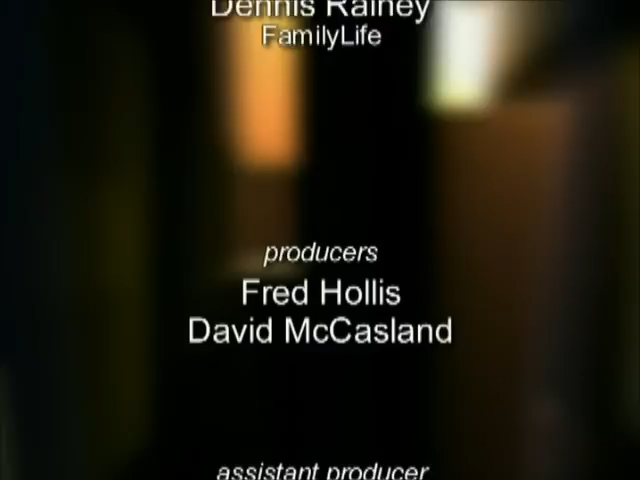 Dennis Rainey
FamilyLife
producers
Fred Hollis
David McCasland
assistant producer